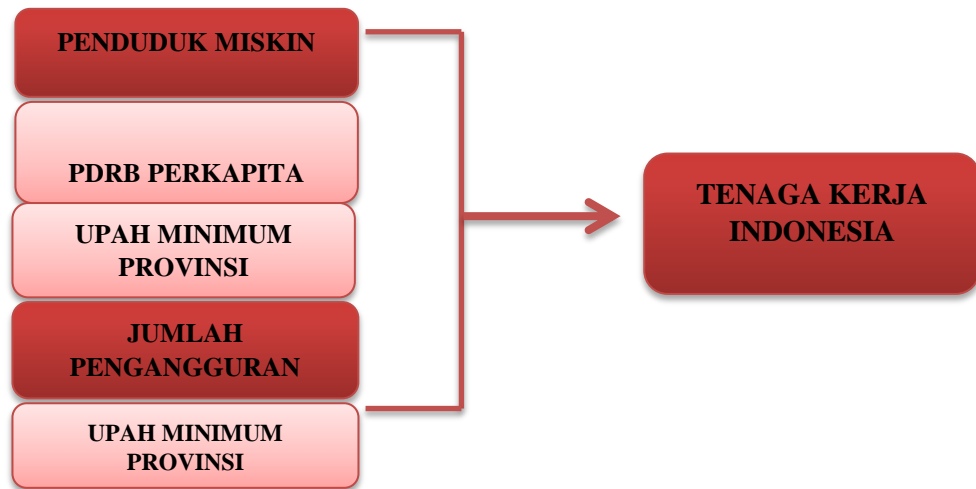 PENDUDUK MISKIN
PDRB PERKAPITA
UPAH MINIMUM
PROVINSI
JUMLAH
PENGANGGURAN
UPAH MINIMUM
PROVINSI
TENAGA KERJA
INDONESIA